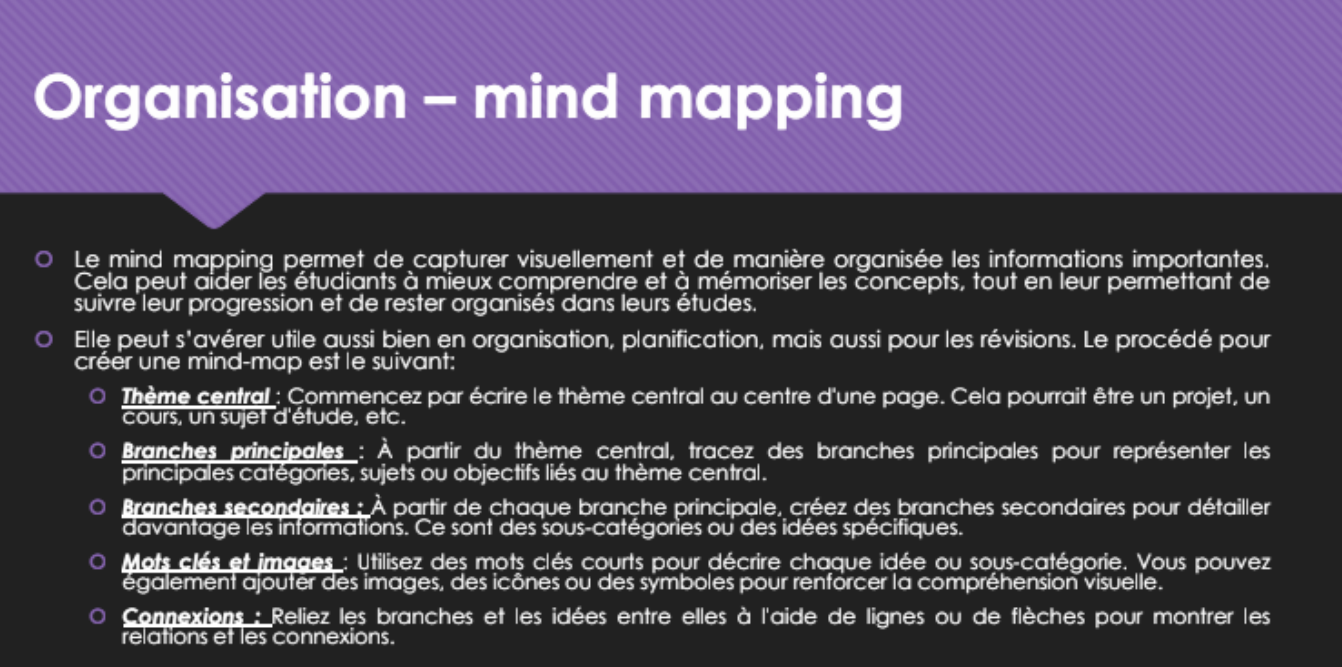 Organisation – mind mapping
Le mind mapping permet de capturer visuellement et de manière organisée les informations importantes.
Cela peut aider les étudiants à mieux comprendre et à mémoriser les concepts, tout en leur permettant de
suivre leur progression et de rester organisés dans leurs études.
Elle peut s’avérer utile aussi bien en organisation, planification, mais aussi pour les révisions. Le procédé pour
créer une mind-map est le suivant:
Thème central : Commencez par écrire le thème central au centre d'une page. Cela pourrait être un projet, un
cours, un sujet d'étude, etc.
Branches principales : À partir du thème central, tracez des branches principales pour représenter les
principales catégories, sujets ou objectifs liés au thème central.
Branches secondaires : À partir de chaque branche principale, créez des branches secondaires pour détailler
davantage les informations. Ce sont des sous-catégories ou des idées spécifiques.
Mots clés et images : Utilisez des mots clés courts pour décrire chaque idée ou sous-catégorie. Vous pouvez
également ajouter des images, des icônes ou des symboles pour renforcer la compréhension visuelle.
Connexions : Reliez les branches et les idées entre elles à l'aide de lignes ou de flèches pour montrer les
relations et les connexions.